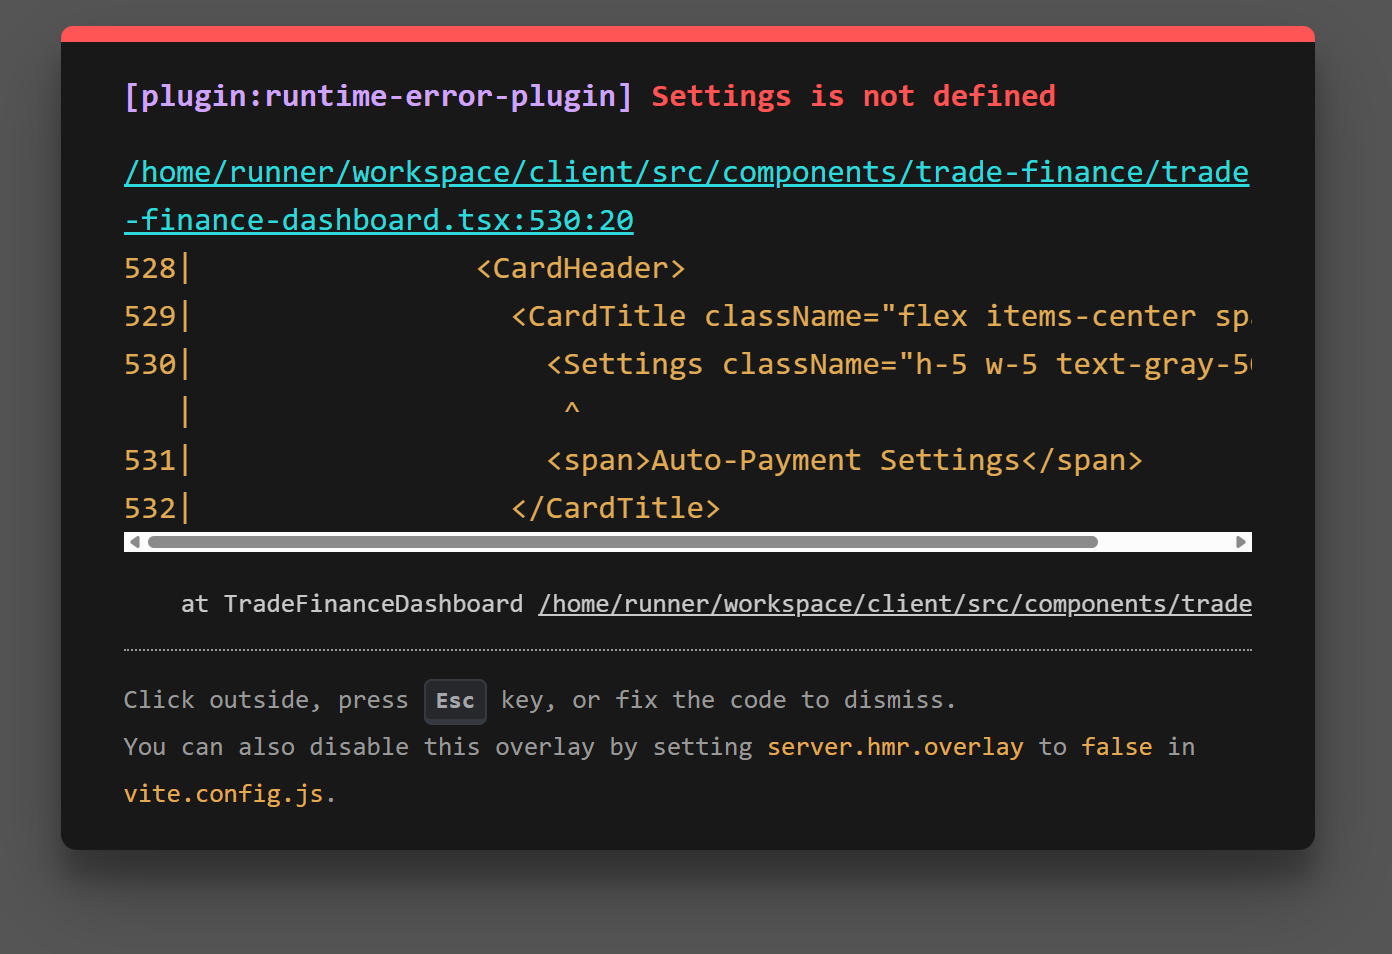 [plugin:runtime-error-plugin] Settings is not defined
/home/runner/workspace/client/src/components/trade-finance/trade
-finance-dashboard.tsx:530:20
528|                <CardHeader>
529|                  <CardTitle className="flex items-center sp
530|                    <Settings className="h-5 w-5 text-gray-5
   |                     ^
531|                    <span>Auto-Payment Settings</span>
532|                  </CardTitle>
at TradeFinanceDashboard /home/runner/workspace/client/src/components/trade
Click outside, press Esc key, or fix the code to dismiss.
You can also disable this overlay by setting server.hmr.overlay to false in
vite.config.js.